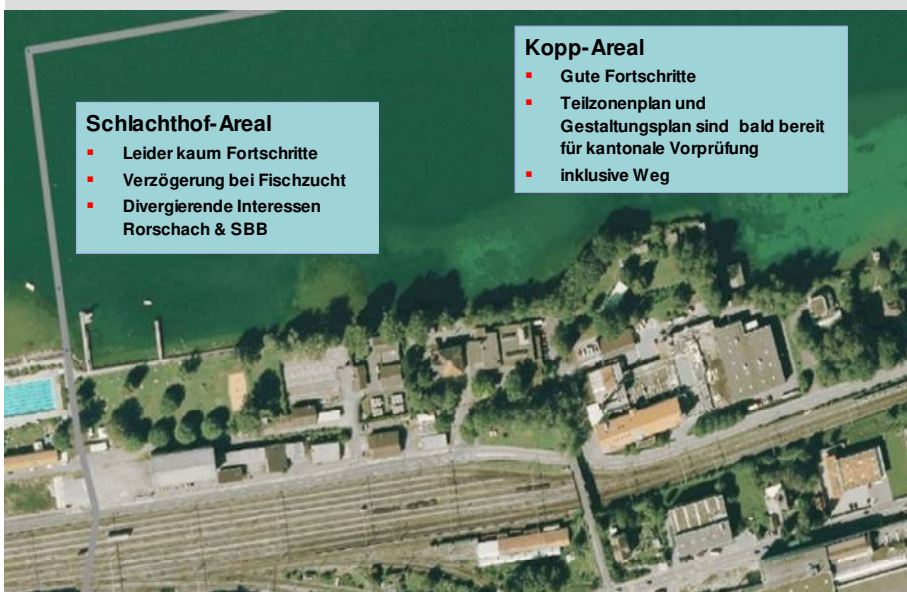 Schlachthof-Areal
Leider kaum Fortschritte
Verzögerung bei Fischzucht
Divergierende Interessen
Rorschach & SBB
Kopp-Areal
Gute Fortschritte
Teilzonenplan und
Gestaltungsplan sind bald bereit
für kantonale Vorprüfung
inklusive Weg